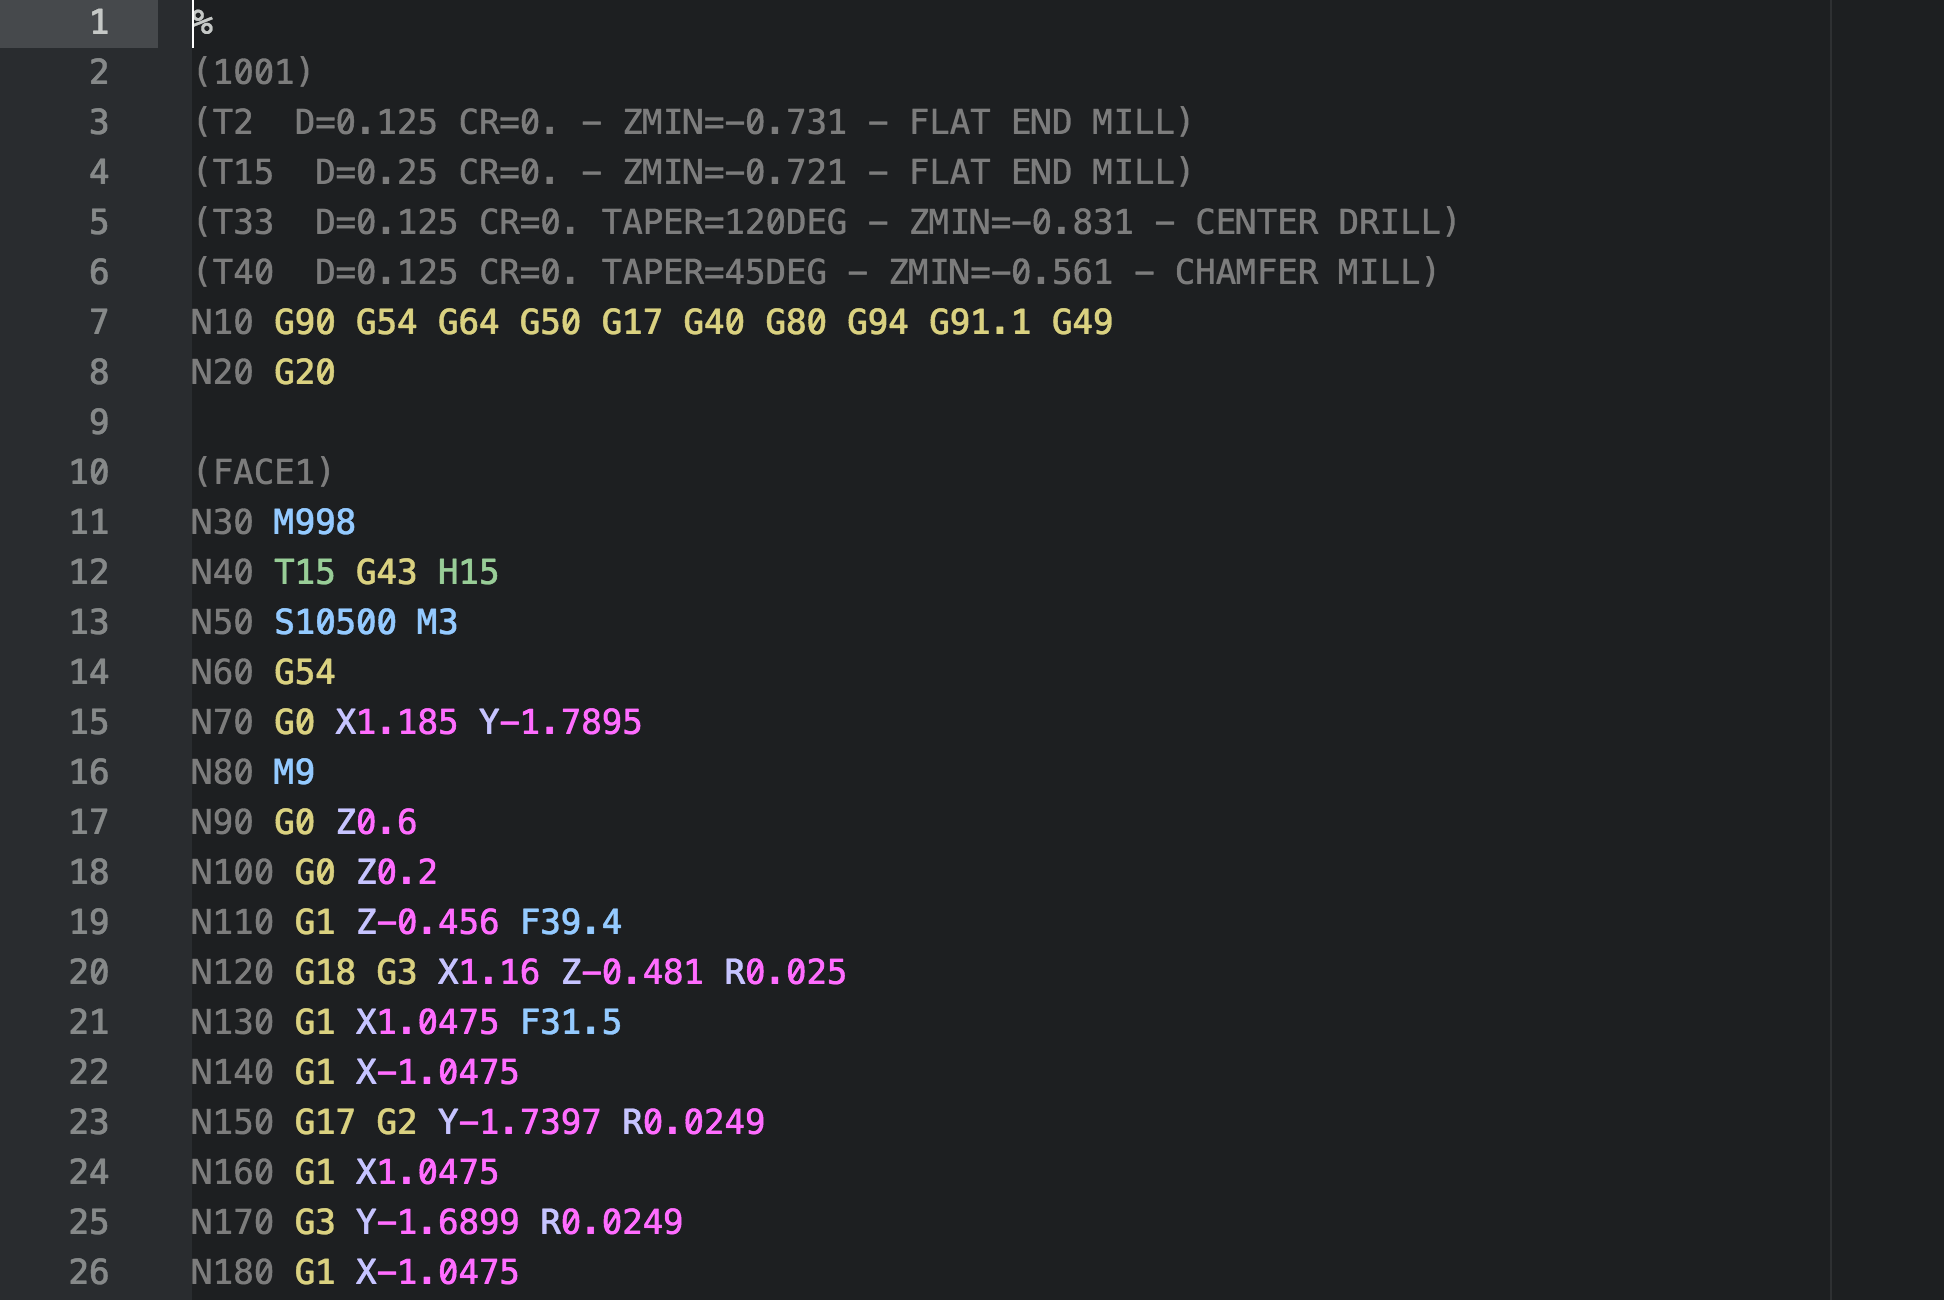 1 %
2 (1001)
3 (T2  D=0.125 CR=0. - ZMIN=-0.731 - FLAT END MILL)
4 (T15  D=0.25 CR=0. - ZMIN=-0.721 - FLAT END MILL)
5 (T33  D=0.125 CR=0. TAPER=120DEG - ZMIN=-0.831 - CENTER DRILL)
6 (T40  D=0.125 CR=0. TAPER=45DEG - ZMIN=-0.561 - CHAMFER MILL)
7 N10 G90 G54 G64 G50 G17 G40 G80 G94 G91.1 G49
8 N20 G20
9
10 (FACE1)
11 N30 M998
12 N40 T15 G43 H15
13 N50 S10500 M3
14 N60 G54
15 N70 G0 X1.185 Y-1.7895
16 N80 M9
17 N90 G0 Z0.6
18 N100 G0 Z0.2
19 N110 G1 Z-0.456 F39.4
20 N120 G18 G3 X1.16 Z-0.481 R0.025
21 N130 G1 X1.0475 F31.5
22 N140 G1 X-1.0475
23 N150 G17 G2 Y-1.7397 R0.0249
24 N160 G1 X1.0475
25 N170 G3 Y-1.6899 R0.0249
26 N180 G1 X-1.0475